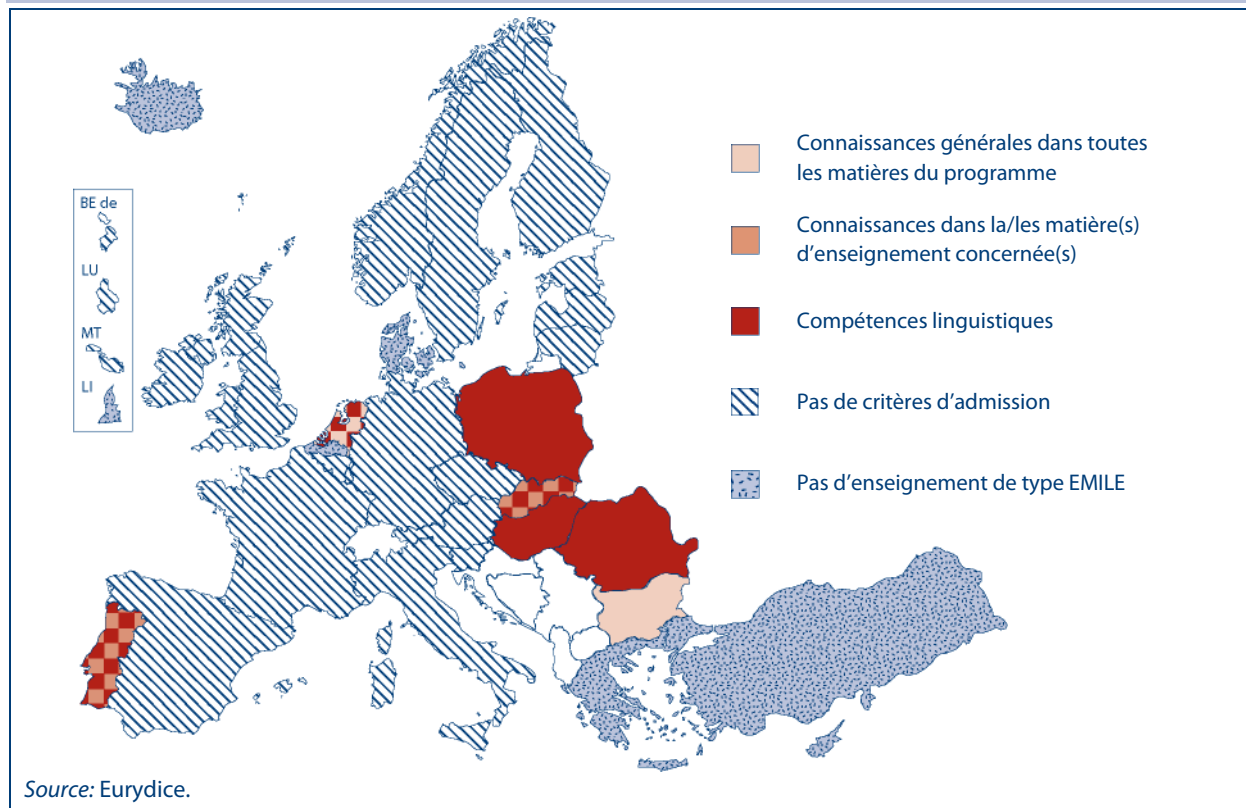 BE de
LU
MT
LI
Connaissances générales dans toutes
les matières du programme
Connaissances dans la/les matière(s)
d’enseignement concernée(s)
Compétences linguistiques
Pas de critères d’admission
Pas d’enseignement de type EMILE
Source: Eurydice.